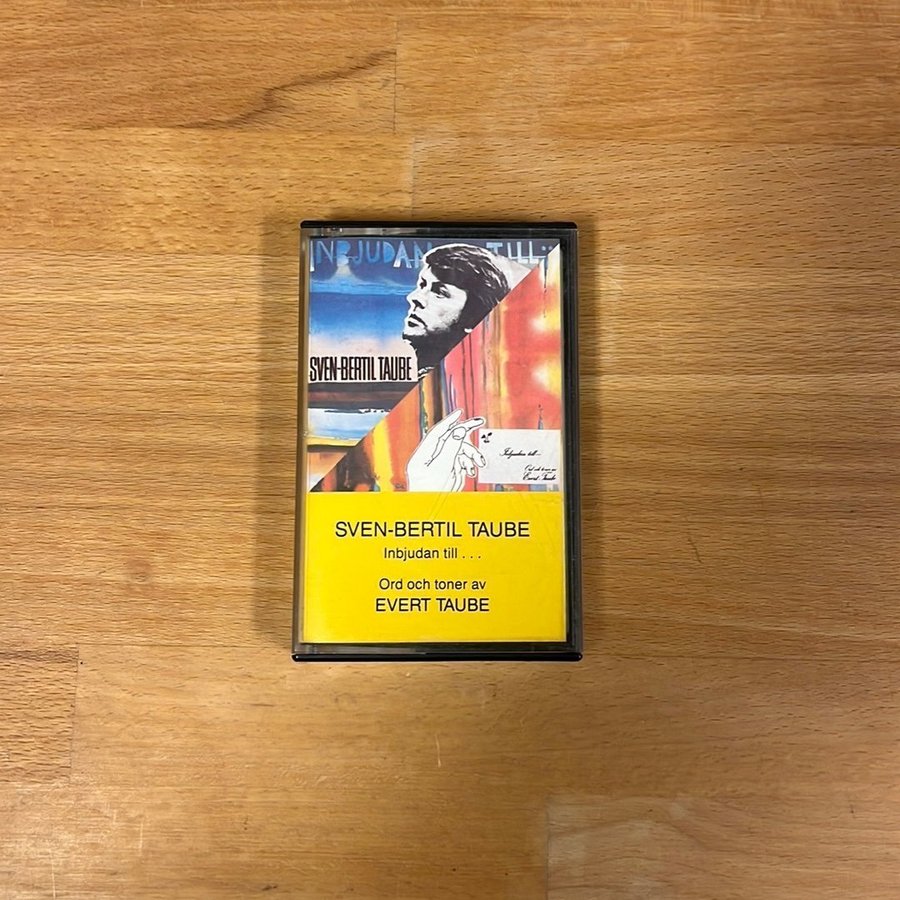 INBJUDAN TILL...
SVEN-BERTIL TAUBE
Inbjudan till...
Ord och toner av
Evert Taube
SVEN-BERTIL TAUBE
Inbjudan till . . .
Ord och toner av
EVERT TAUBE